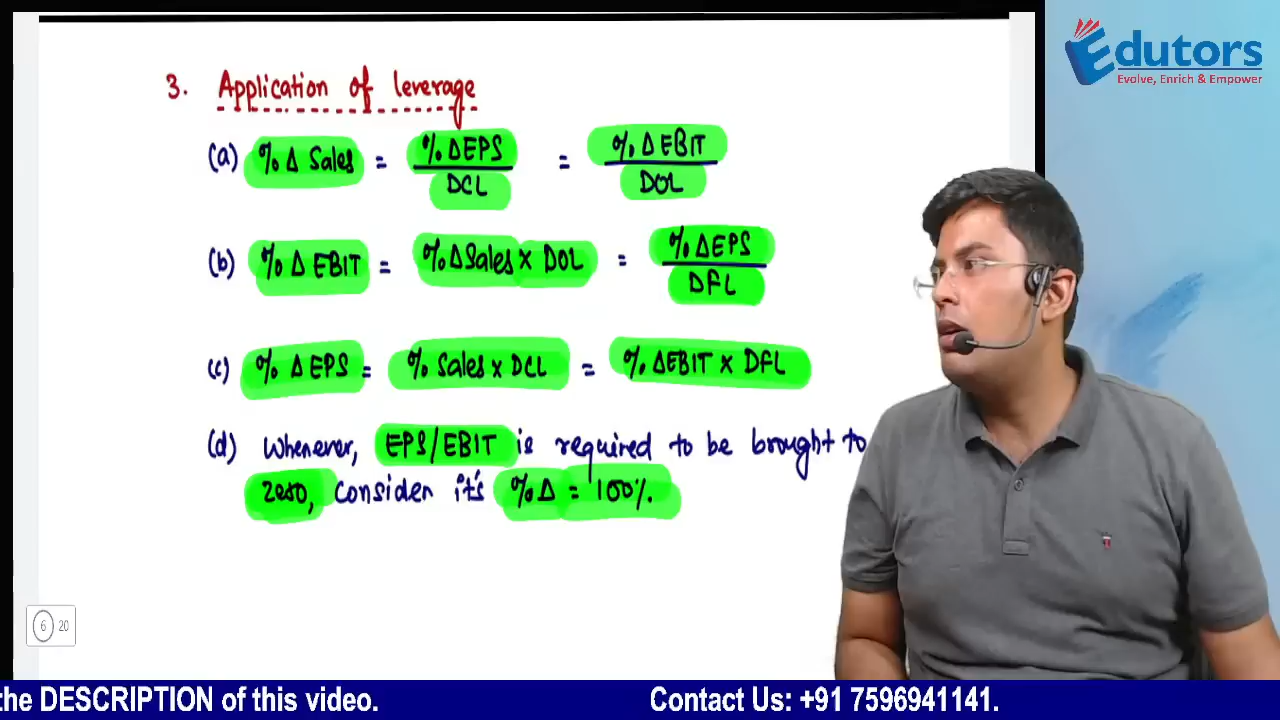 Edutors
Evolve, Enrich & Empower
3. Application of leverage
(a) % Δ Sales = % ΔEPS / DCL = % ΔEBIT / DOL
(b) % Δ EBIT = % ΔSales × DOL = % ΔEPS / DFL
(c) % Δ EPS = % Sales × DCL = % ΔEBIT × DFL
(d) Whenever, EPS/EBIT is required to be brought to
zero, consider it's % Δ = 100%.
6 20
the DESCRIPTION of this video. Contact Us: +91 7596941141.